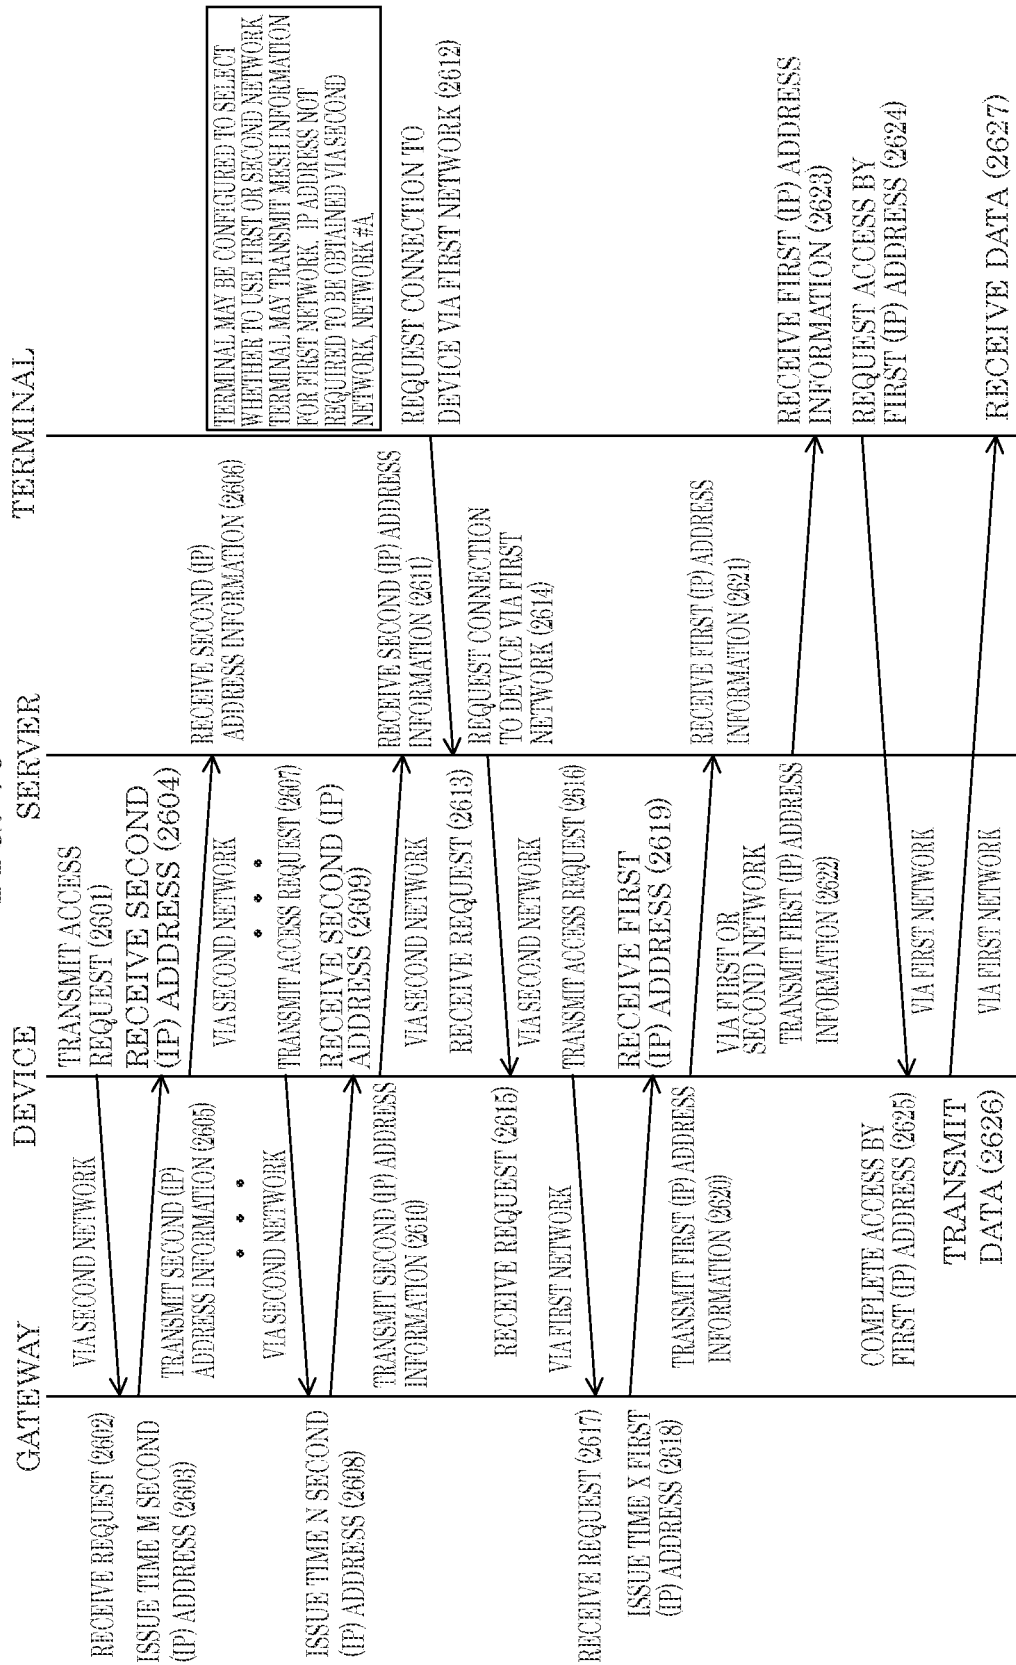 GATEWAY
DEVICE
SERVER
TERMINAL
TRANSMIT ACCESS
REQUEST (2601)
VIA SECOND NETWORK
RECEIVE REQUEST (2602)
ISSUE TIME M SECOND
(IP) ADDRESS (2603)
RECEIVE SECOND
(IP) ADDRESS (2604)
TRANSMIT SECOND (IP)
ADDRESS INFORMATION (2605)
VIA SECOND NETWORK
RECEIVE SECOND (IP)
ADDRESS INFORMATION (2606)
TERMINAL MAY BE CONFIGURED TO SELECT
WHETHER TO USE FIRST OR SECOND NETWORK
TERMINAL MAY TRANSMIT MESH INFORMATION
FOR FIRST NETWORK. IP ADDRESS NOT
REQUIRED TO BE OBTAINED VIA SECOND
NETWORK, NETWORK #A
TRANSMIT ACCESS REQUEST (2607)
VIA SECOND NETWORK
ISSUE TIME N SECOND
(IP) ADDRESS (2608)
RECEIVE SECOND (IP)
ADDRESS (2609)
TRANSMIT SECOND (IP) ADDRESS
INFORMATION (2610)
VIA SECOND NETWORK
RECEIVE SECOND (IP) ADDRESS
INFORMATION (2611)
REQUEST CONNECTION TO
DEVICE VIA FIRST NETWORK (2612)
RECEIVE REQUEST (2613)
REQUEST CONNECTION
TO DEVICE VIA FIRST
NETWORK (2614)
VIA SECOND NETWORK
RECEIVE REQUEST (2615)
TRANSMIT ACCESS REQUEST (2616)
VIA FIRST NETWORK
RECEIVE REQUEST (2617)
ISSUE TIME X FIRST
(IP) ADDRESS (2618)
RECEIVE FIRST
(IP) ADDRESS (2619)
TRANSMIT FIRST (IP) ADDRESS
INFORMATION (2620)
VIA FIRST OR
SECOND NETWORK
RECEIVE FIRST (IP) ADDRESS
INFORMATION (2621)
TRANSMIT FIRST (IP) ADDRESS
INFORMATION (2622)
RECEIVE FIRST (IP) ADDRESS
INFORMATION (2623)
REQUEST ACCESS BY
FIRST (IP) ADDRESS (2624)
VIA FIRST NETWORK
COMPLETE ACCESS BY
FIRST (IP) ADDRESS (2625)
TRANSMIT
DATA (2626)
VIA FIRST NETWORK
RECEIVE DATA (2627)